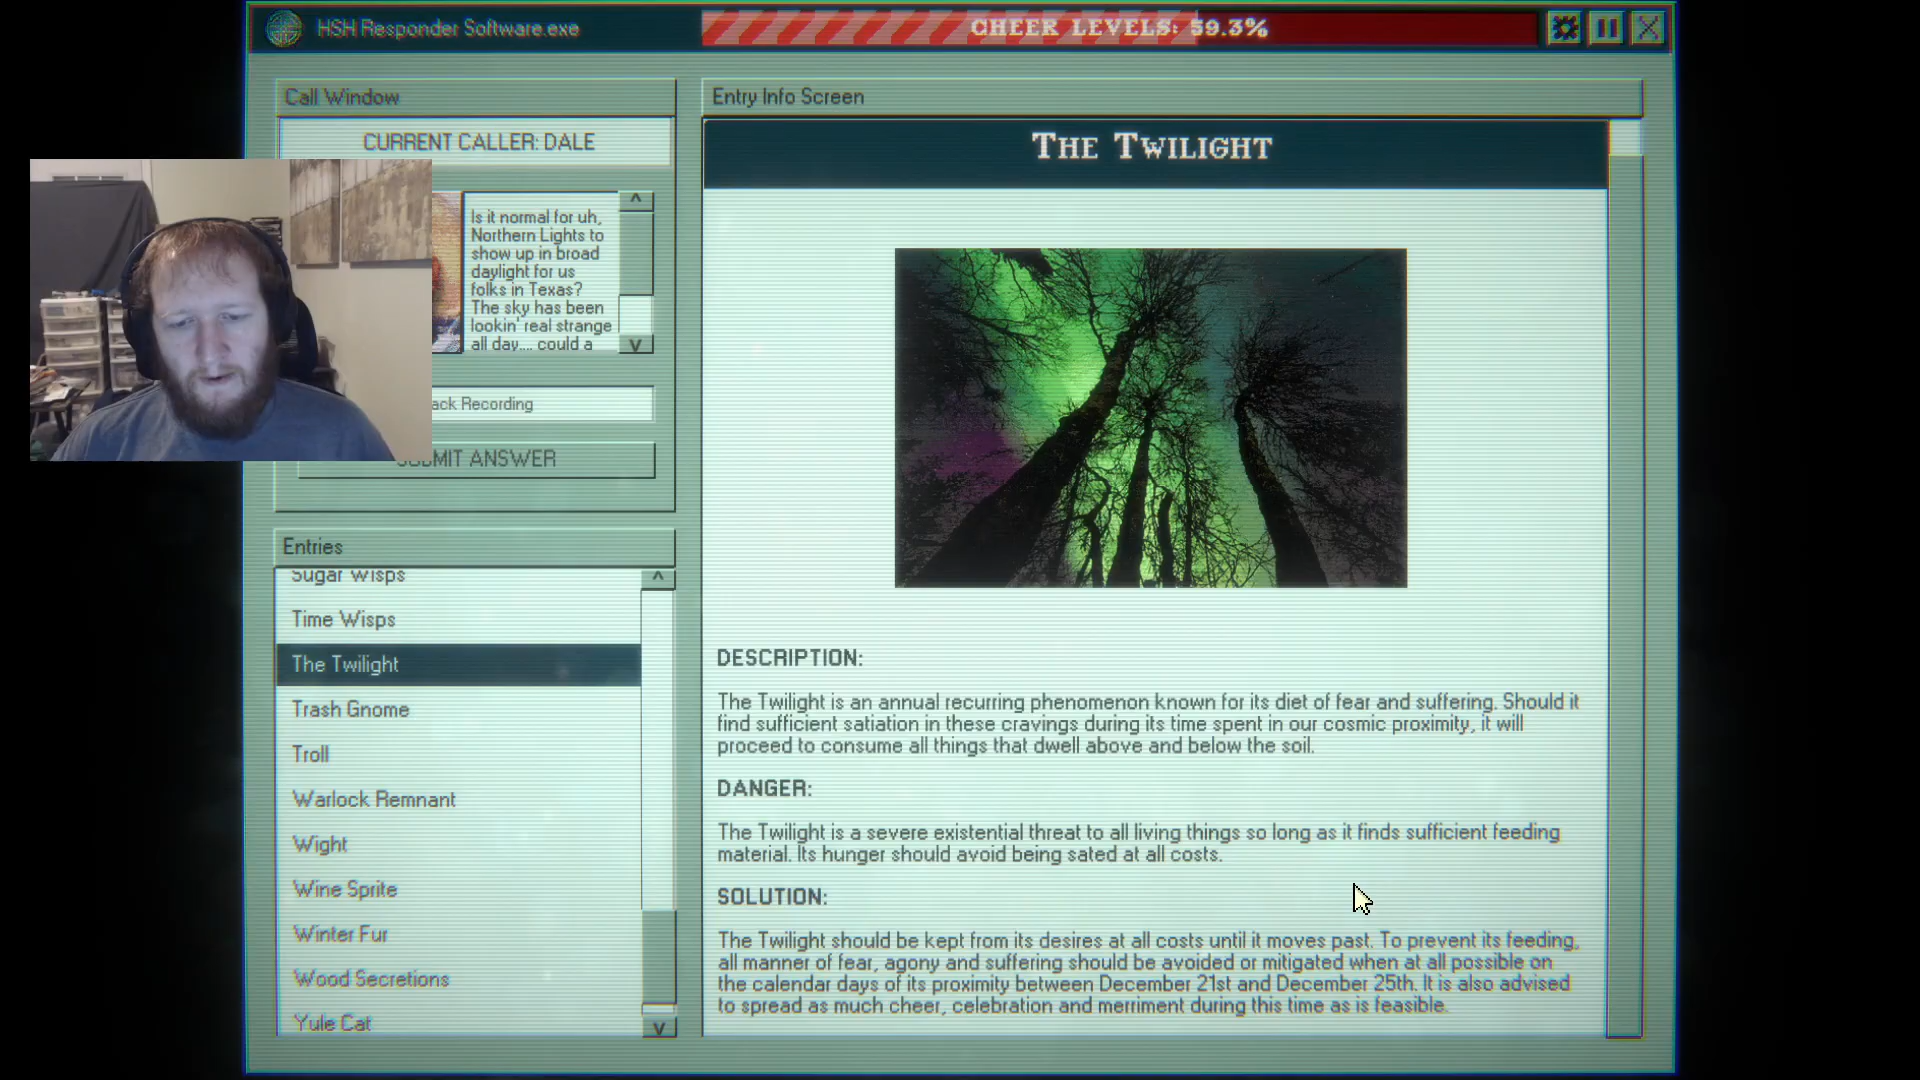 HSH Responder Software.exe
CHEER LEVELS: 59.3%
Call Window
CURRENT CALLER: DALE
Is it normal for uh,
Northern Lights to
show up in broad
daylight for us
folks in Texas?
The sky has been
lookin' real strange
all day.... could a
ack Recording
SUBMIT ANSWER
Entries
Sugar Wisps
Time Wisps
The Twilight
Trash Gnome
Troll
Warlock Remnant
Wight
Wine Sprite
Winter Fur
Wood Secretions
Yule Cat
Entry Info Screen
THE TWILIGHT
DESCRIPTION:
The Twilight is an annual recurring phenomenon known for its diet of fear and suffering. Should it
find sufficient satiation in these cravings during its time spent in our cosmic proximity, it will
proceed to consume all things that dwell above and below the soil.
DANGER:
The Twilight is a severe existential threat to all living things so long as it finds sufficient feeding
material. Its hunger should avoid being sated at all costs.
SOLUTION:
The Twilight should be kept from its desires at all costs until it moves past. To prevent its feeding,
all manner of fear, agony and suffering should be avoided or mitigated when at all possible on
the calendar days of its proximity between December 21st and December 25th. It is also advised
to spread as much cheer, celebration and merriment during this time as is feasible.